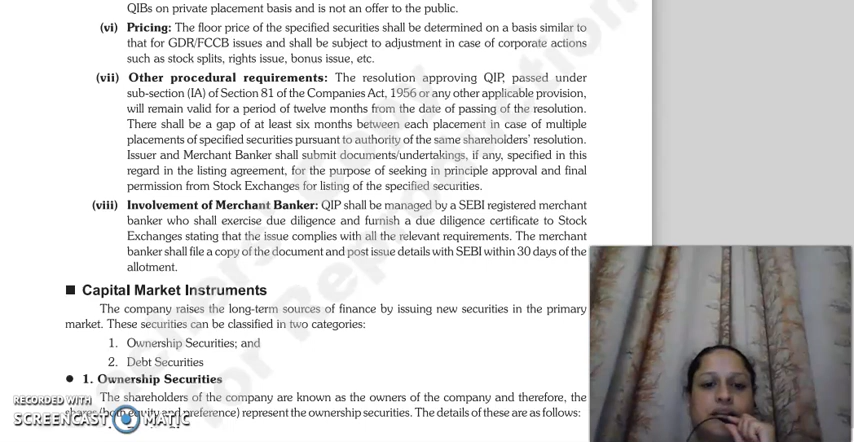 QIBs on private placement basis and is not an offer to the public.
(vi) Pricing: The floor price of the specified securities shall be determined on a basis similar to
that for GDR/FCCB issues and shall be subject to adjustment in case of corporate actions
such as stock splits, rights issue, bonus issue, etc.
(vii) Other procedural requirements: The resolution approving QIP, passed under
sub-section (IA) of Section 81 of the Companies Act, 1956 or any other applicable provision,
will remain valid for a period of twelve months from the date of passing of the resolution.
There shall be a gap of at least six months between each placement in case of multiple
placements of specified securities pursuant to authority of the same shareholders' resolution.
Issuer and Merchant Banker shall submit documents/undertakings, if any, specified in this
regard in the listing agreement, for the purpose of seeking in principle approval and final
permission from Stock Exchanges for listing of the specified securities.
(viii) Involvement of Merchant Banker: QIP shall be managed by a SEBI registered merchant
banker who shall exercise due diligence and furnish a due diligence certificate to Stock
Exchanges stating that the issue complies with all the relevant requirements. The merchant
banker shall file a copy of the document and post issue details with SEBI within 30 days of the
allotment.
■ Capital Market Instruments
The company raises the long-term sources of finance by issuing new securities in the primary
market. These securities can be classified in two categories:
1. Ownership Securities; and
2. Debt Securities
● 1. Ownership Securities
The shareholders of the company are known as the owners of the company and therefore, the
shares (both equity and preference) represent the ownership securities. The details of these are as follows:
RECORDED WITH
SCREENCAST MATIC